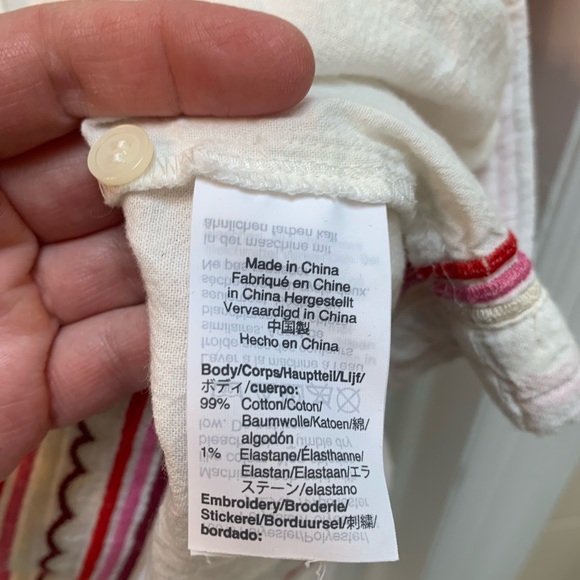 Made in China
Fabriqué en Chine
in China Hergestellt
Vervaardigd in China
中国製
Hecho en China
Body/Corps/Hauptteil/Lijf/
ボディ/cuerpo:
99% Cotton/Coton/
Baumwolle/Katoen/綿/
algodón
1% Elastane/Élasthanne/
Elastan/Elastaan/エラ
ステーン/elastano
Embroidery/Broderie/
Stickerei/Borduursel/刺繍/
bordado: